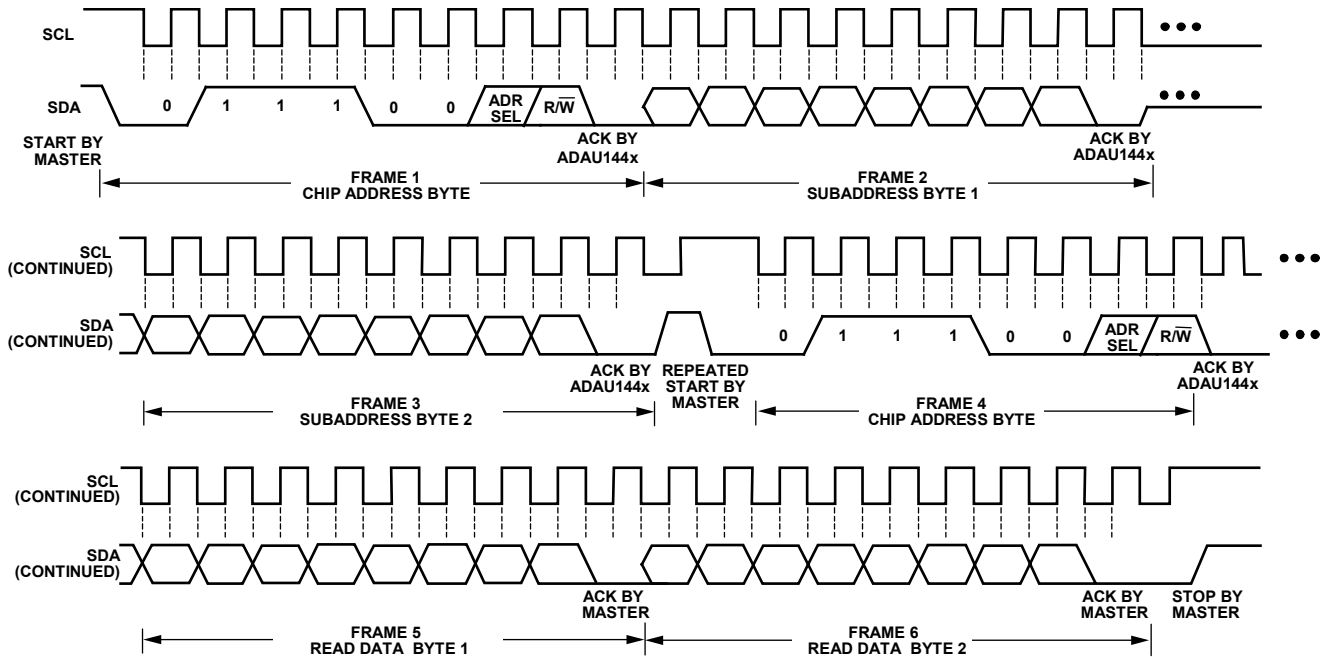 SCL
SDA
0 1 1 1 0 0 ADR SEL R/W̅
START BY MASTER
ACK BY ADAU144x
ACK BY ADAU144x
FRAME 1
CHIP ADDRESS BYTE
FRAME 2
SUBADDRESS BYTE 1
SCL
(CONTINUED)
SDA
(CONTINUED)
0 1 1 1 0 0 ADR SEL R/W̅
ACK BY ADAU144x
REPEATED START BY MASTER
ACK BY ADAU144x
FRAME 3
SUBADDRESS BYTE 2
FRAME 4
CHIP ADDRESS BYTE
SCL
(CONTINUED)
SDA
(CONTINUED)
ACK BY MASTER
ACK BY MASTER
STOP BY MASTER
FRAME 5
READ DATA BYTE 1
FRAME 6
READ DATA BYTE 2